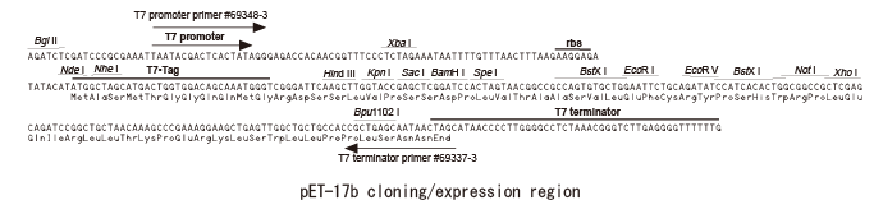 T7 promoter primer #69348-3
Bgl II T7 promoter Xba I rbs
AGATCTCGATCCCGCGAAATTAATACGACTCACTATAGGGAGACCACAACGGTTTCCCTCTAGAAATAATTTTGTTTAACTTTAAGAAGGAGA
Nde I Nhe I T7-Tag Hind III Kpn I Sac I BamH I Spe I BstX I EcoR I EcoR V BstX I Not I Xho I
TATACATATGGCTAGCATGACTGGTGGACAGCAAATGGGTCGGGATTCAAGCTTGGTACCGAGCTCGGATCCACTAGTAACGGCCGCCAGTGTGCTGGAATTCTGCAGATATCCATCACACTGGCGGCCGCTCGAG
MetAlaSerMetThrGlyGlyGlnGlnMetGlyArgAspSerSerLeuValProSerSerAspProLeuValThrAlaAlaSerValLeuGluPheCysArgTyrProSerHisTrpArgProLeuGlu
Bpu1102 I T7 terminator
CAGATCCGGCTGCTAACAAAGCCCGAAAGGAAGCTGAGTTGGCTGCTGCCACCGCTGAGCAATAACTAGCATAACCCCTTGGGGCCTCTAAACGGGTCTTGAGGGGTTTTTTG
GlnIleArgLeuLeuThrLysProGluArgLysLeuSerTrpLeuLeuProProLeuSerAsnAsnEnd
T7 terminator primer #69337-3
pET-17b cloning/expression region